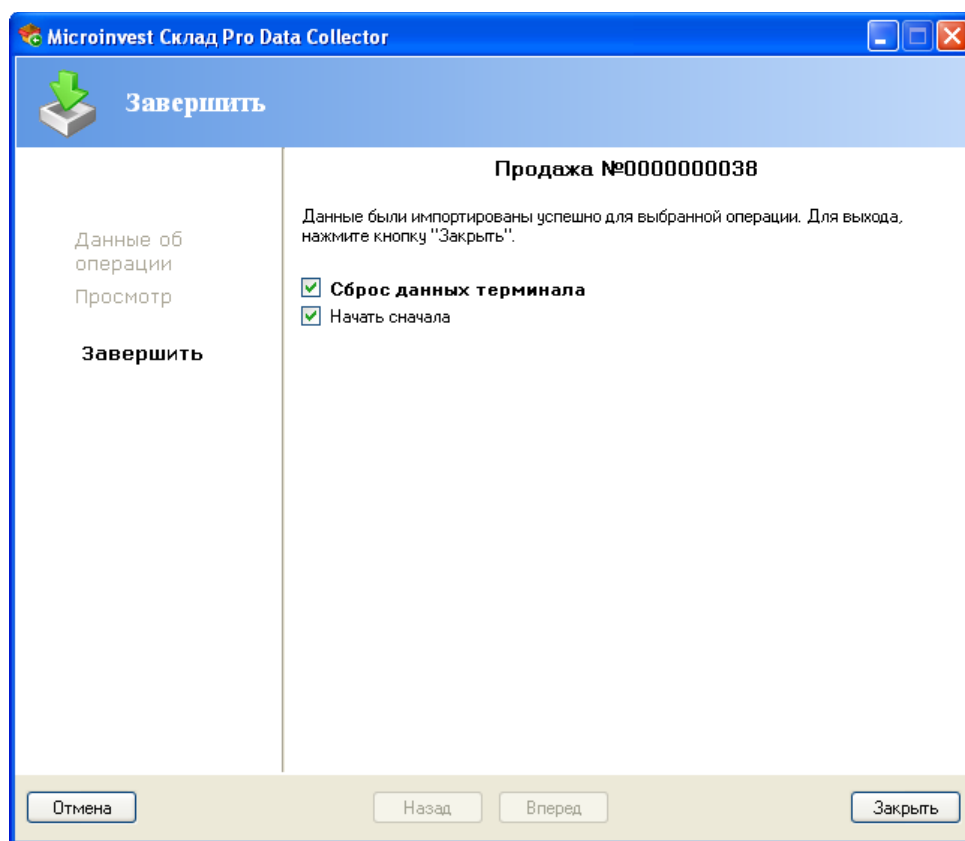 Microinvest Склад Pro Data Collector
Завершить
Продажа №0000000038
Данные были импортированы успешно для выбранной операции. Для выхода,
нажмите кнопку "Закрыть".
Данные об
операции
Просмотр
Завершить
Сброс данных терминала
Начать сначала
Отмена
Назад
Вперед
Закрыть